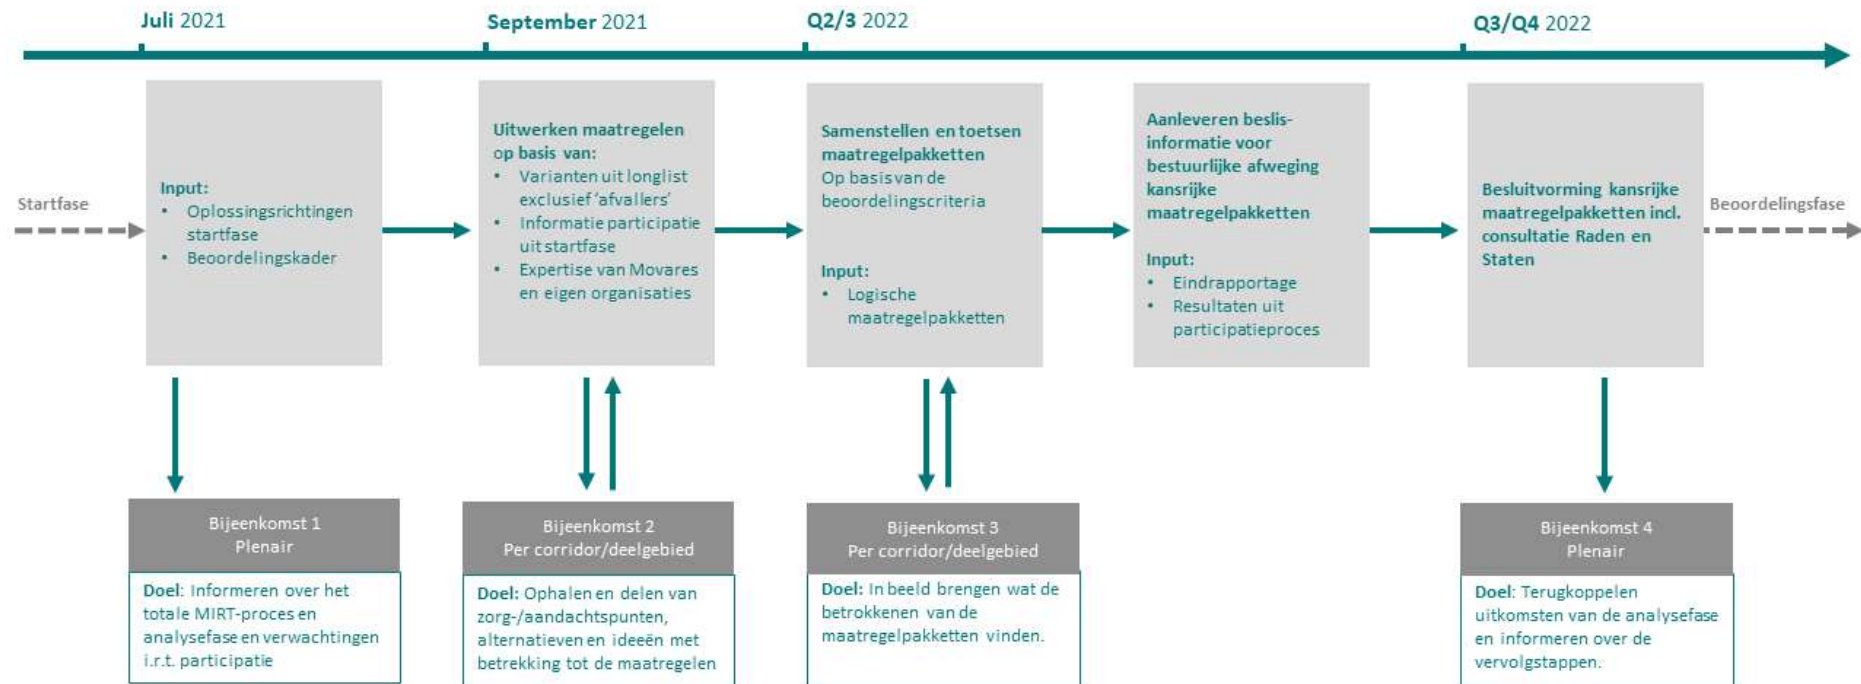 Juli 2021
September 2021
Q2/3 2022
Q3/Q4 2022
Startfase
Input:
• Oplossingsrichtingen
startfase
• Beoordelingskader
Uitwerken maatregelen
op basis van:
• Varianten uit longlist
exclusief ‘afvallers’
• Informatie participatie
uit startfase
• Expertise van Movares
en eigen organisaties
Samenstellen en toetsen
maatregelpakketten
Op basis van de
beoordelingscriteria
Input:
• Logische
maatregelpakketten
Aanleveren beslis-
informatie voor
bestuurlijke afweging
kansrijke
maatregelpakketten
Input:
• Eindrapportage
• Resultaten uit
participatieproces
Besluitvorming kansrijke
maatregelpakketten incl.
consultatie Raden en
Staten
Beoordelingsfase
Bijeenkomst 1
Plenair
Doel: Informeren over het
totale MIRT-proces en
analysefase en verwachtingen
i.r.t. participatie
Bijeenkomst 2
Per corridor/deelgebied
Doel: Ophalen en delen van
zorg-/aandachtspunten,
alternatieven en ideeën met
betrekking tot de maatregelen
Bijeenkomst 3
Per corridor/deelgebied
Doel: In beeld brengen wat de
betrokkenen van de
maatregelpakketten vinden.
Bijeenkomst 4
Plenair
Doel: Terugkoppelen
uitkomsten van de analysefase
en informeren over de
vervolgstappen.